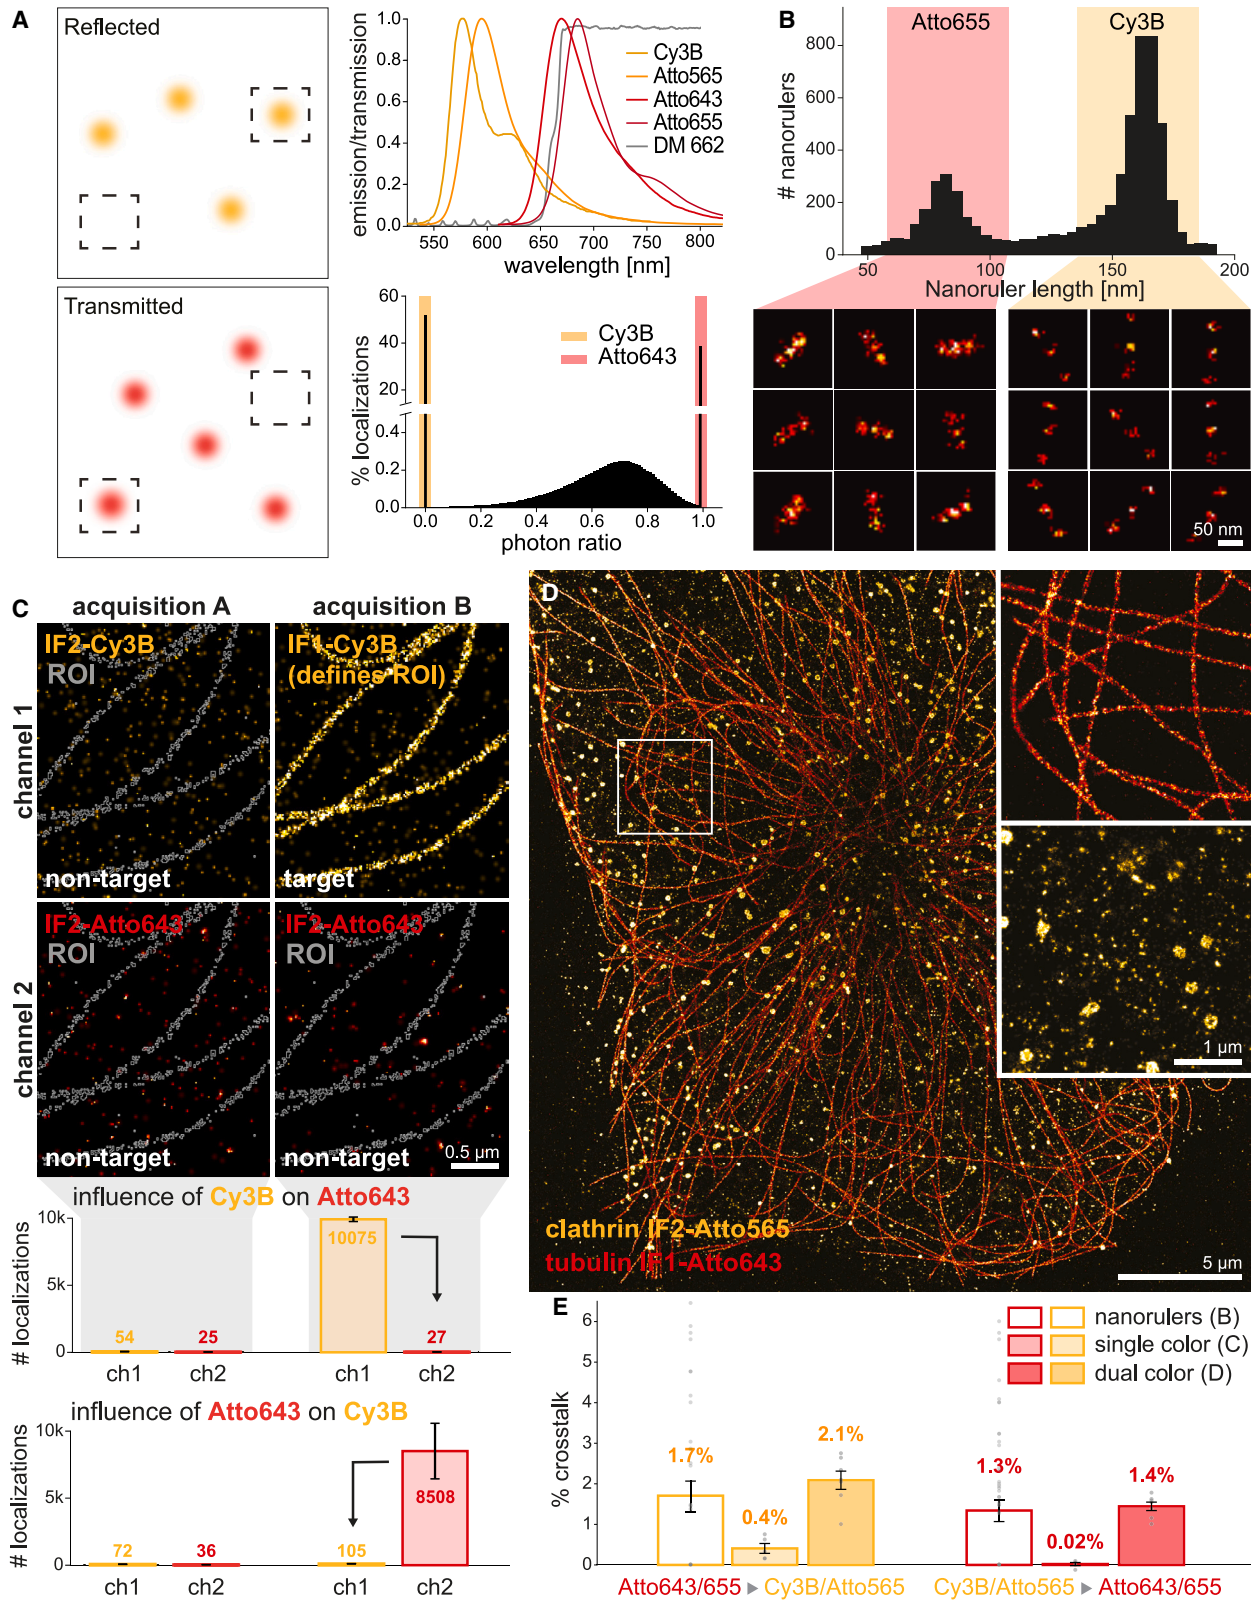 A
Reflected
Transmitted
emission/transmission
1.0
0.8
0.6
0.4
0.2
0.0
Cy3B
Atto565
Atto643
Atto655
DM 662
550 600 650 700 750 800
wavelength [nm]
% localizations
60
40
20
0.4
0.2
0.0
Cy3B
Atto643
0.0 0.2 0.4 0.6 0.8 1.0
photon ratio
B
Atto655 Cy3B
# nanorulers
800
600
400
200
0
50 100 150 200
Nanoruler length [nm]
50 nm
C
acquisition A acquisition B
channel 1
IF2-Cy3B
ROI
non-target
IF1-Cy3B
(defines ROI)
target
channel 2
IF2-Atto643
ROI
non-target
IF2-Atto643
ROI
non-target
0.5 µm
influence of Cy3B on Atto643
# localizations
10k
5k
0
54 25 10075 27
ch1 ch2 ch1 ch2
influence of Atto643 on Cy3B
# localizations
10k
5k
0
72 36 105 8508
ch1 ch2 ch1 ch2
D
1 µm
clathrin IF2-Atto565
tubulin IF1-Atto643
5 µm
E
% crosstalk
6
5
4
3
2
1
0
nanorulers (B)
single color (C)
dual color (D)
1.7% 0.4% 2.1% 1.3% 0.02% 1.4%
Atto643/655 ▶ Cy3B/Atto565 Cy3B/Atto565 ▶ Atto643/655